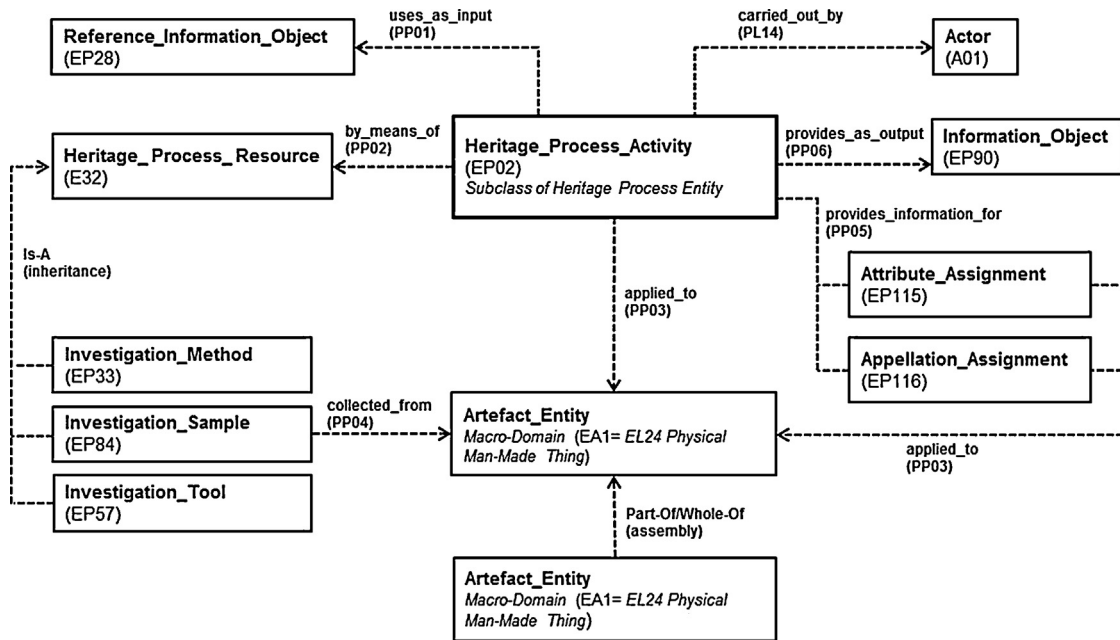 uses_as_input
(PP01)
carried_out_by
(PL14)
Reference_Information_Object
(EP28)
Actor
(A01)
by_means_of
(PP02)
Heritage_Process_Activity
(EP02)
Subclass of Heritage Process Entity
provides_as_output
(PP06)
Information_Object
(EP90)
Heritage_Process_Resource
(E32)
provides_information_for
(PP05)
Is-A
(inheritance)
Attribute_Assignment
(EP115)
applied_to
(PP03)
Investigation_Method
(EP33)
Appellation_Assignment
(EP116)
Investigation_Sample
(EP84)
collected_from
(PP04)
Artefact_Entity
Macro-Domain (EA1= EL24 Physical
Man-Made Thing)
applied_to
(PP03)
Investigation_Tool
(EP57)
Part-Of/Whole-Of
(assembly)
Artefact_Entity
Macro-Domain (EA1= EL24 Physical
Man-Made Thing)